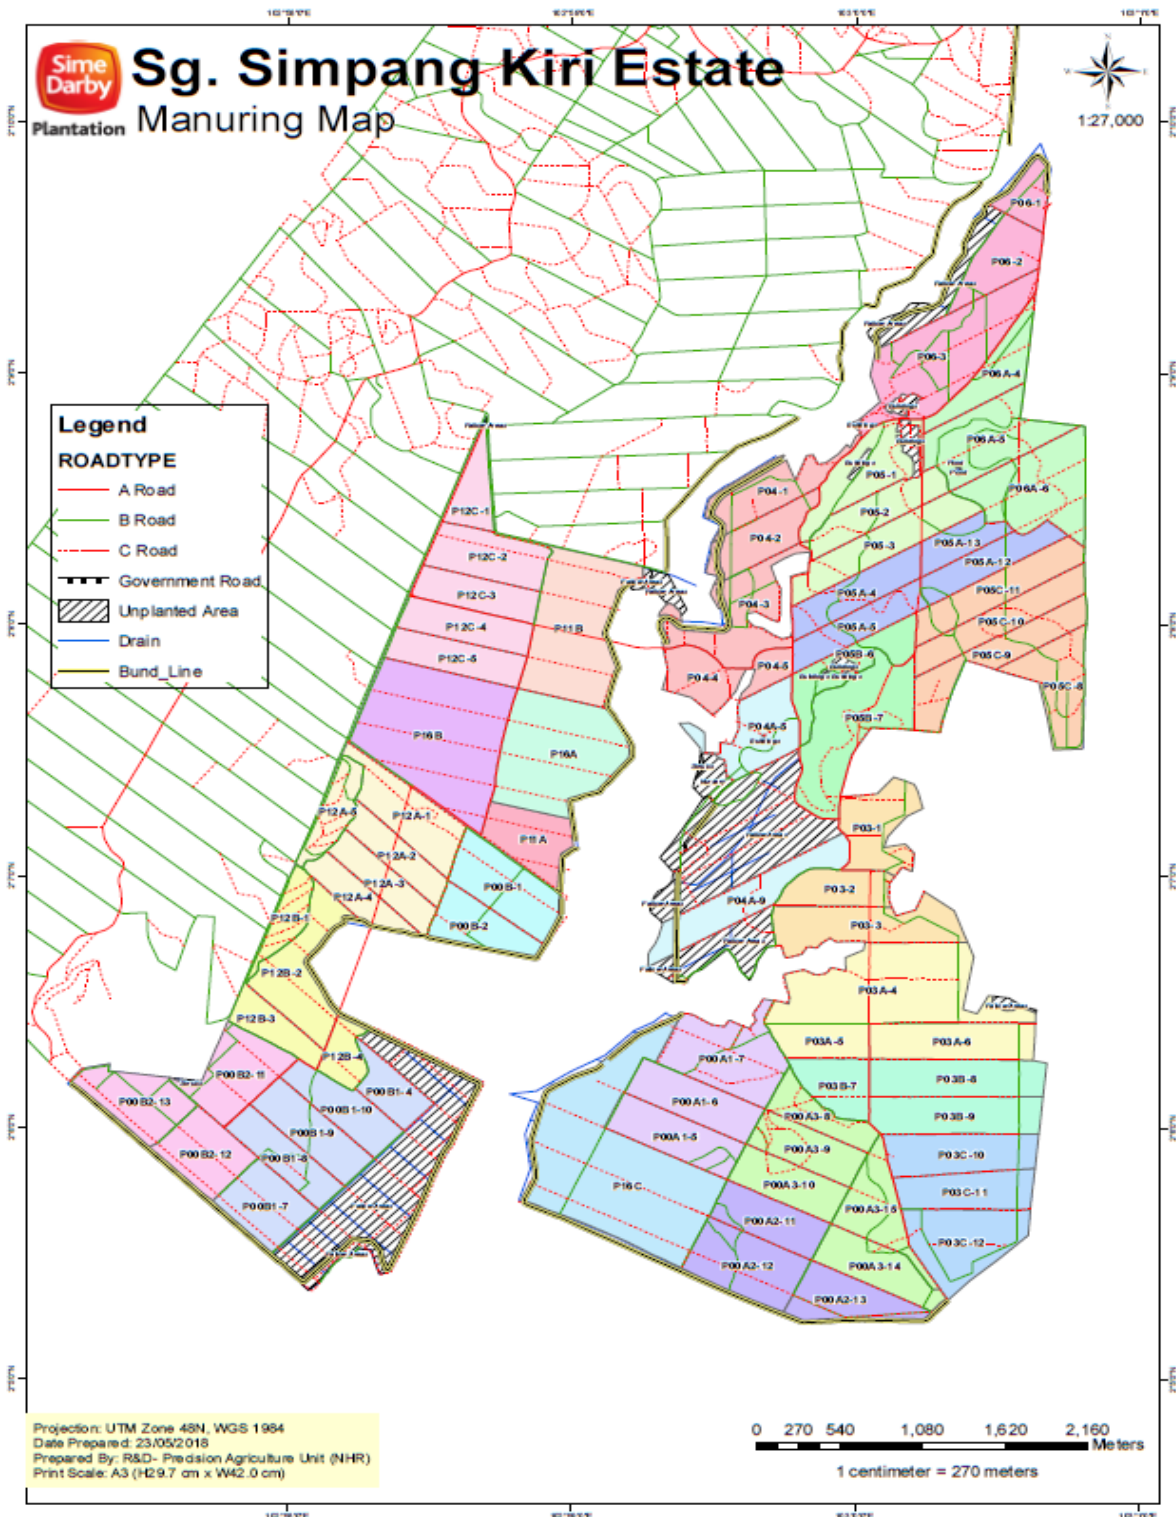 Sime
Darby
Plantation
Sg. Simpang Kiri Estate
Manuring Map
1:27,000
Legend
ROADTYPE
A Road
B Road
C Road
Government Road
Unplanted Area
Drain
Bund_Line
P06-1
P06-2
P06-3
P06A-4
P06A-5
P06A-6
P05-1
P05-2
P05-3
P04-1
P04-2
P04-3
P04-4
P04-5
P05A-13
P05A-12
P05A-4
P05A-5
P05C-11
P05C-10
P05C-9
P05C-8
P05B-6
P05B-7
P04A-5
P04A-9
P12C-1
P12C-2
P12C-3
P12C-4
P12C-5
P11B
P16B
P16A
P11A
P12A-5
P12A-1
P12A-2
P12A-3
P12A-4
P00B-1
P00B-2
P12B-1
P12B-2
P12B-3
P12B-4
P03-1
P03-2
P03-3
P03A-4
P03A-5
P03A-6
P03B-7
P03B-8
P03B-9
P03C-10
P03C-11
P03C-12
P00B2-11
P00B2-13
P00B2-12
P00B1-4
P00B1-10
P00B1-9
P00B1-8
P00B1-7
P00A1-7
P00A1-6
P00A1-5
P00A3-8
P00A3-9
P00A3-10
P00A3-15
P00A3-14
P16C
P00A2-11
P00A2-12
P00A2-13
Projection: UTM Zone 48N, WGS 1984
Date Prepared: 23/05/2018
Prepared By: R&D- Precision Agriculture Unit (NHR)
Print Scale: A3 (H29.7 cm x W42.0 cm)
0 270 540 1,080 1,620 2,160
Meters
1 centimeter = 270 meters